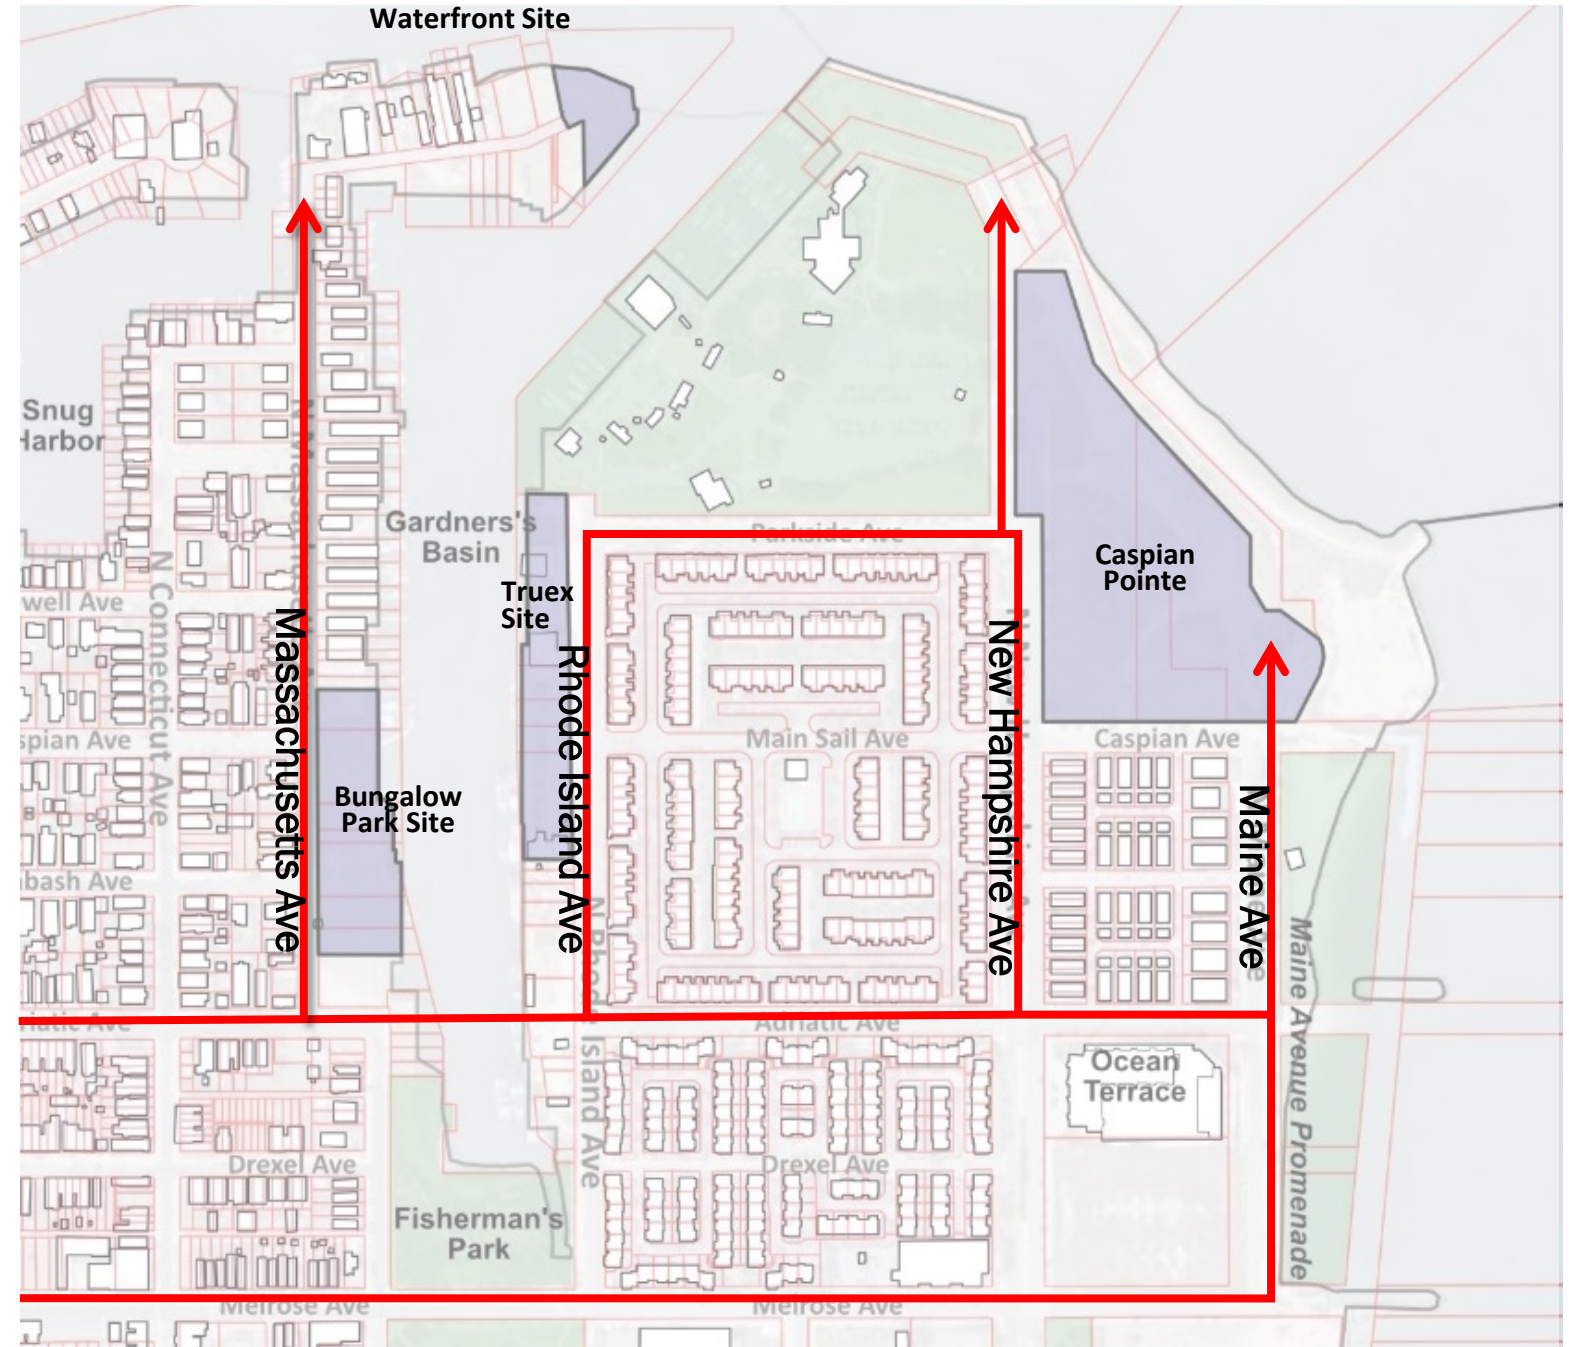 Waterfront Site
Snug
Harbor
Gardners's
Basin
Parkside Ave
Caspian
Pointe
Truex
Site
well Ave
N Connecticut Ave
Massachusetts Ave
Rhode Island Ave
New Hampshire Ave
Maine Ave
spian Ave
Main Sail Ave
Caspian Ave
Bungalow
Park Site
bash Ave
N Rhode Island Ave
Maine Avenue Promenade
riatic Ave
Adriatic Ave
Ocean
Terrace
Drexel Ave
Drexel Ave
Fisherman's
Park
Melrose Ave
Melrose Ave